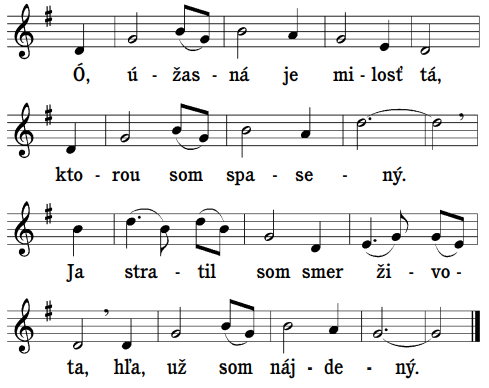 Ó, ú - žas - ná je mi - losť tá,
kto - rou som spa - se - ný.
Ja stra - til som smer ži - vo -
ta, hľa, už som náj - de - ný.